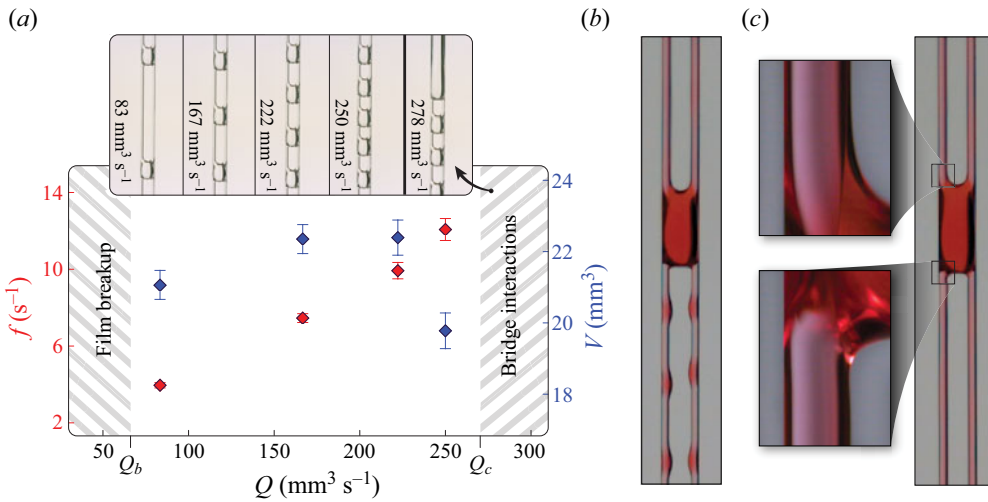 (a)
(b)
(c)
83 mm³ s⁻¹
167 mm³ s⁻¹
222 mm³ s⁻¹
250 mm³ s⁻¹
278 mm³ s⁻¹
14
10
6
2
f (s⁻¹)
Film breakup
Bridge interactions
24
22
20
18
V (mm³)
50
100
150
200
250
300
Q_b
Q_c
Q (mm³ s⁻¹)